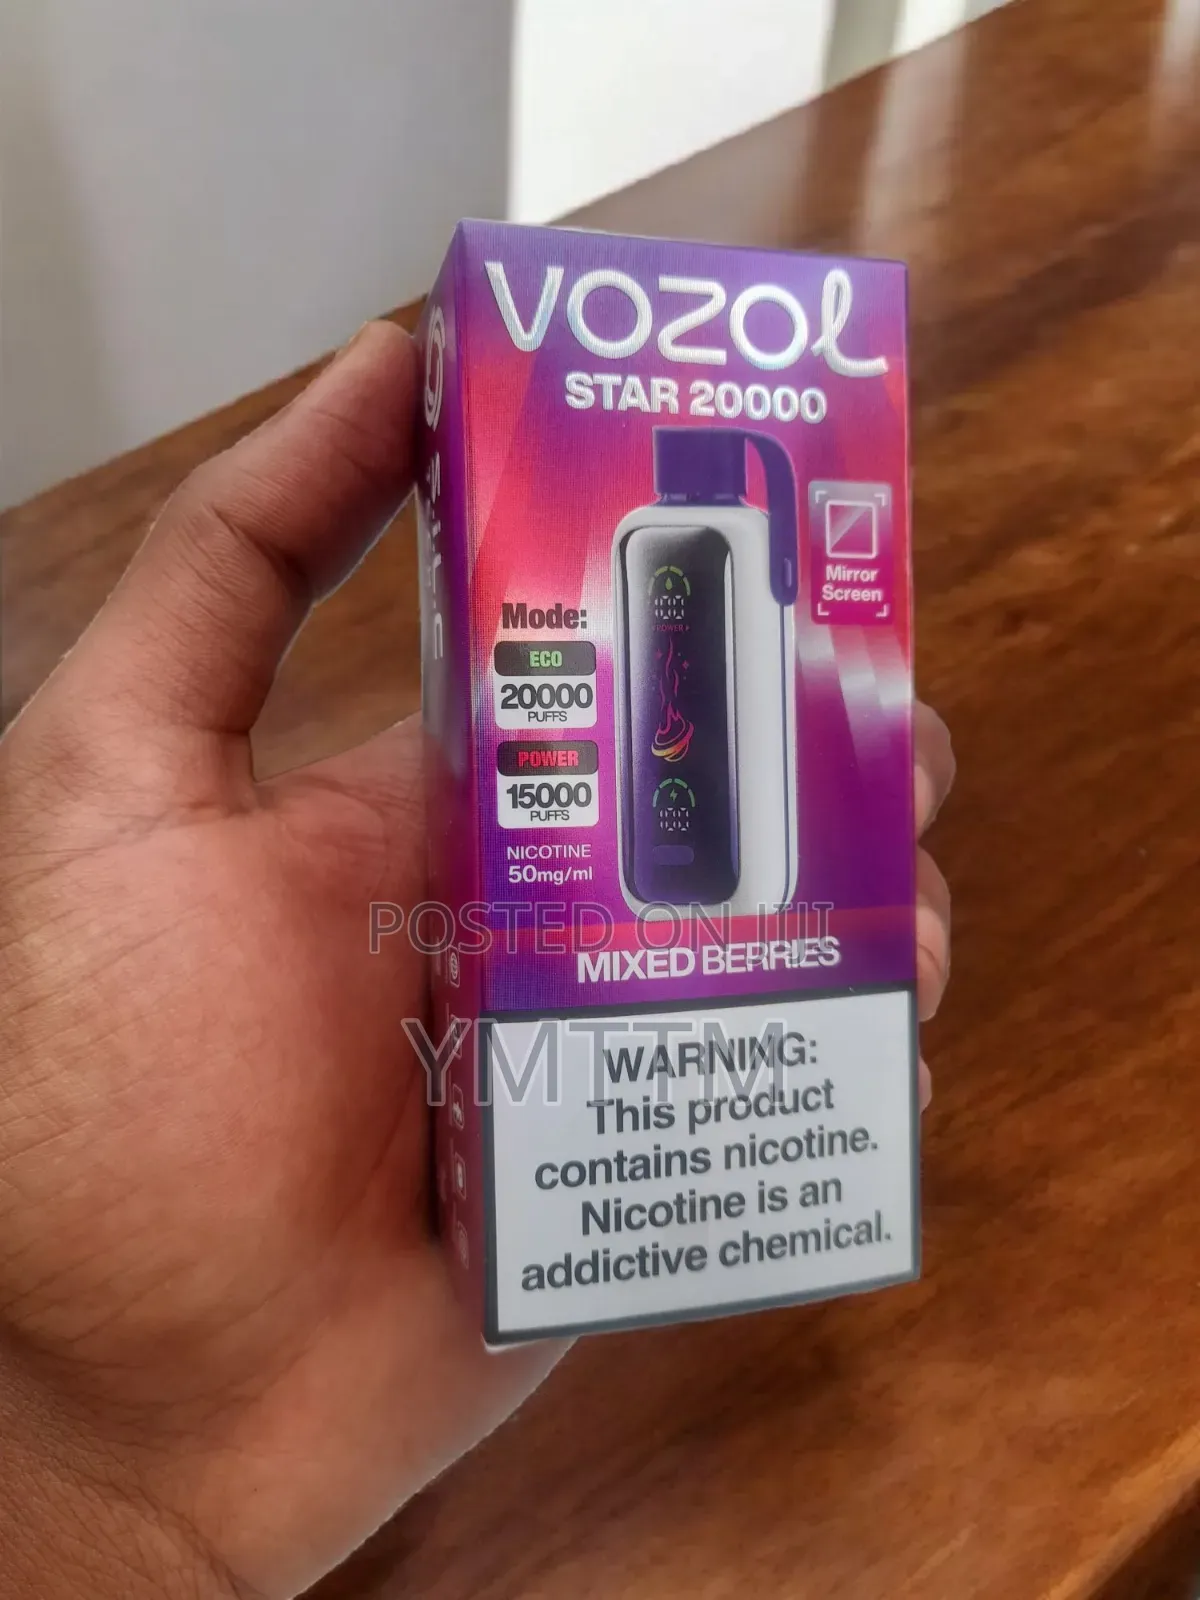 VOZOL
STAR 20000
Mirror
Screen
Mode:
ECO
20000
PUFFS
POWER
15000
PUFFS
NICOTINE
50mg/ml
POSTED ON JIJI
MIXED BERRIES
YMTTM
WARNING:
This product
contains nicotine.
Nicotine is an
addictive chemical.